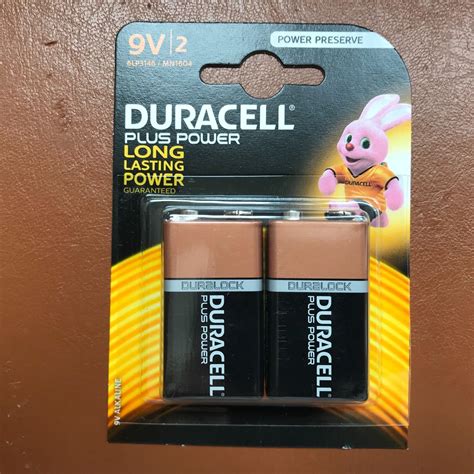 9V 2
6LP3146 / MN1604
POWER PRESERVE
DURACELL®
PLUS POWER
LONG
LASTING
POWER
GUARANTEED
DURACELL
DURALOCK
DURACELL
PLUS POWER
DURALOCK
DURACELL
PLUS POWER
9V ALKALINE